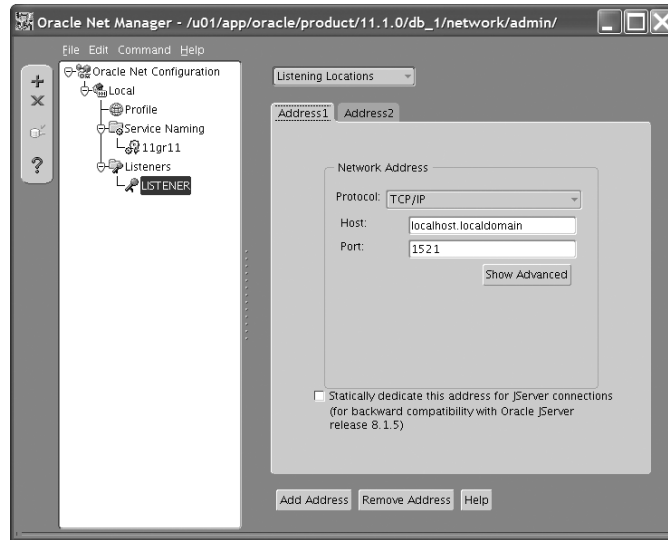 Oracle Net Manager - /u01/app/oracle/product/11.1.0/db_1/network/admin/
File Edit Command Help
Oracle Net Configuration
Local
Profile
Service Naming
11gr11
Listeners
LISTENER
Listening Locations
Address1 Address2
Network Address
Protocol: TCP/IP
Host: localhost.localdomain
Port: 1521
Show Advanced
Statically dedicate this address for JServer connections
(for backward compatibility with Oracle JServer
release 8.1.5)
Add Address Remove Address Help